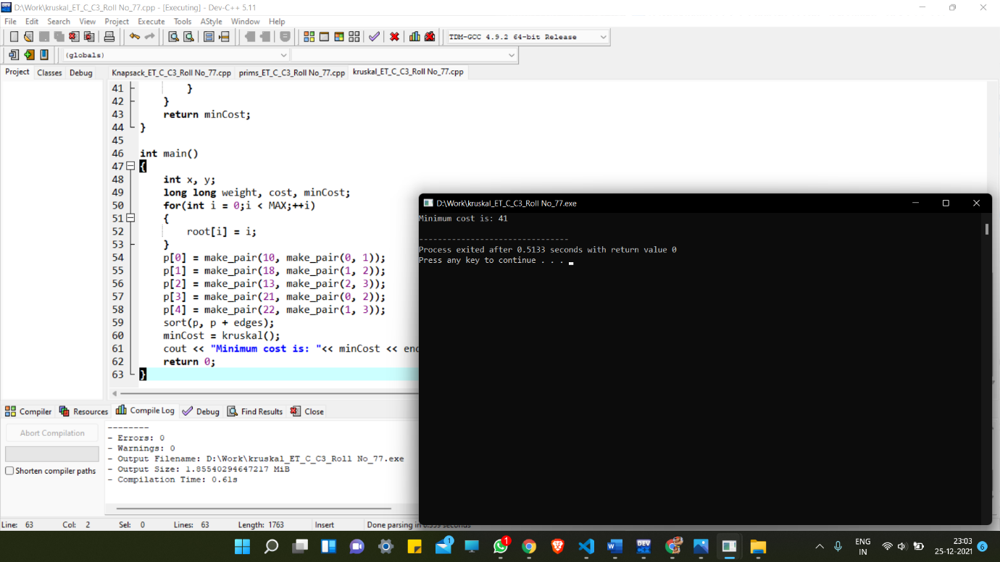 D:\Work\kruskal_ET_C_C3_Roll No_77.cpp - [Executing] - Dev-C++ 5.11
File Edit Search View Project Execute Tools AStyle Window Help
TDM-GCC 4.9.2 64-bit Release
(globals)
Project Classes Debug
Knapsack_ET_C_C3_Roll No_77.cpp prims_ET_C_C3_Roll No_77.cpp kruskal_ET_C_C3_Roll No_77.cpp
41 }
42 }
43 return minCost;
44 }
45
46 int main()
47 {
48 int x, y;
49 long long weight, cost, minCost;
50 for(int i = 0;i < MAX;++i)
51 {
52 root[i] = i;
53 }
54 p[0] = make_pair(10, make_pair(0, 1));
55 p[1] = make_pair(18, make_pair(1, 2));
56 p[2] = make_pair(13, make_pair(2, 3));
57 p[3] = make_pair(21, make_pair(0, 2));
58 p[4] = make_pair(22, make_pair(1, 3));
59 sort(p, p + edges);
60 minCost = kruskal();
61 cout << "Minimum cost is: "<< minCost << enc
62 return 0;
63 }
D:\Work\kruskal_ET_C_C3_Roll No_77.exe
Minimum cost is: 41
--------------------------------
Process exited after 0.5133 seconds with return value 0
Press any key to continue . . .
Compiler Resources Compile Log Debug Find Results Close
Abort Compilation
Shorten compiler paths
--------
- Errors: 0
- Warnings: 0
- Output Filename: D:\Work\kruskal_ET_C_C3_Roll No_77.exe
- Output Size: 1.85540294647217 MiB
- Compilation Time: 0.61s
Line: 63 Col: 2 Sel: 0 Lines: 63 Length: 1763 Insert Done parsing in seconds
1
1
DEV
ENG
IN
23:03
25-12-2021
6